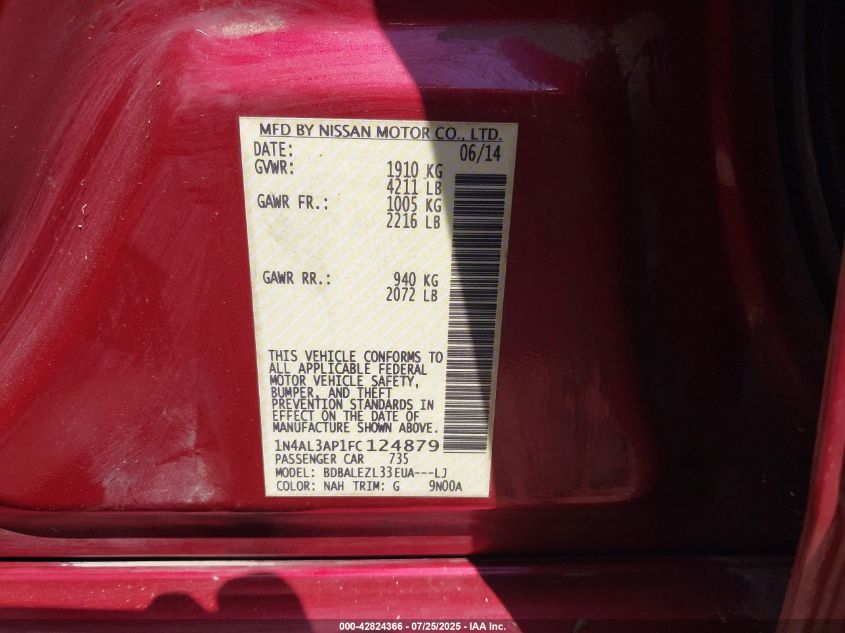 MFD BY NISSAN MOTOR CO., LTD.
DATE: 06/14
GVWR: 1910 KG
4211 LB
GAWR FR.: 1005 KG
2216 LB
GAWR RR.: 940 KG
2072 LB
THIS VEHICLE CONFORMS TO
ALL APPLICABLE FEDERAL
MOTOR VEHICLE SAFETY,
BUMPER, AND THEFT
PREVENTION STANDARDS IN
EFFECT ON THE DATE OF
MANUFACTURE SHOWN ABOVE.
1N4AL3AP1FC124879
PASSENGER CAR 735
MODEL: BDBALEZL33EUA---LJ
COLOR: NAH TRIM: G 9N00A
000-42824366 - 07/25/2025 - IAA Inc.